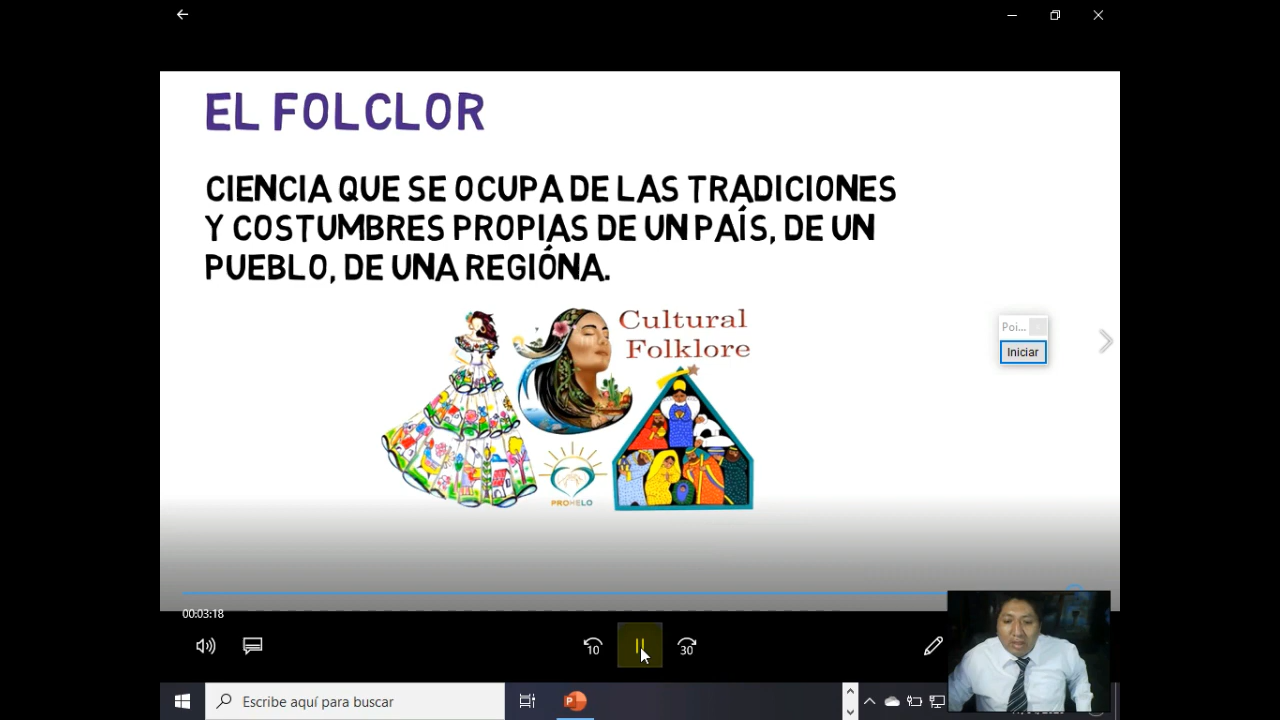 EL FOLCLOR
CIENCIA QUE SE OCUPA DE LAS TRADICIONES
Y COSTUMBRES PROPIAS DE UN PAÍS, DE UN
PUEBLO, DE UNA REGIÓNA.
Cultural
Folklore
PROHELO
Poi...
Iniciar
00:03:18
10
30
Escribe aquí para buscar